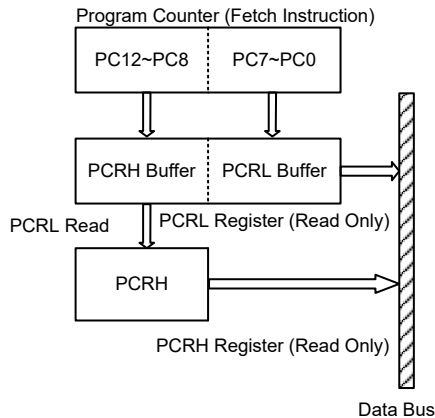 Program Counter (Fetch Instruction)
PC12~PC8
PC7~PC0
PCRH Buffer
PCRL Buffer
PCRL Read
PCRL Register (Read Only)
PCRH
PCRH Register (Read Only)
Data Bus